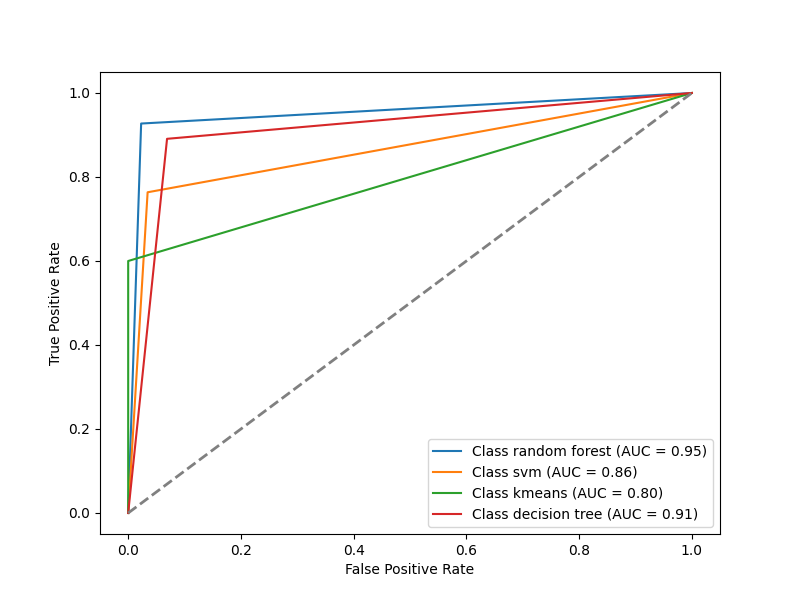 1.0
0.8
0.6
0.4
0.2
0.0
True Positive Rate
Class random forest (AUC = 0.95)
Class svm (AUC = 0.86)
Class kmeans (AUC = 0.80)
Class decision tree (AUC = 0.91)
0.0 0.2 0.4 0.6 0.8 1.0
False Positive Rate